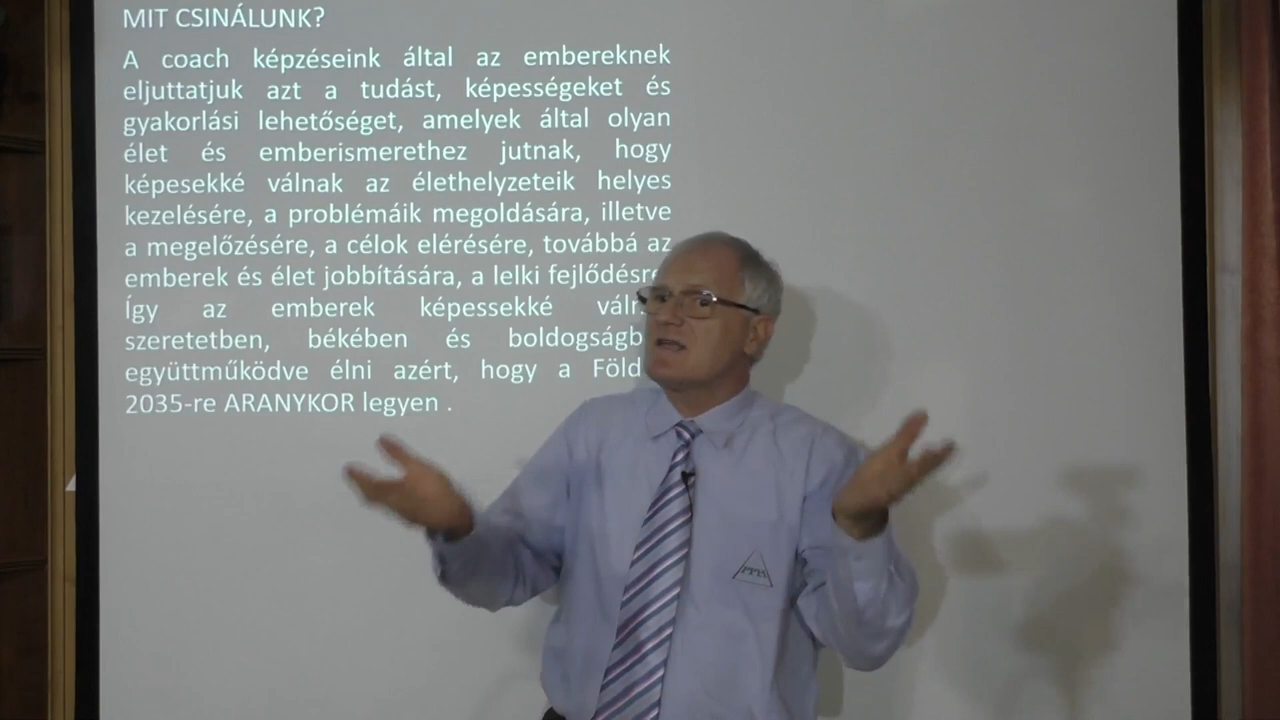 MIT CSINÁLUNK?
A coach képzéseink által az embereknek
eljuttatjuk azt a tudást, képességeket és
gyakorlási lehetőséget, amelyek által olyan
élet és emberismerethez jutnak, hogy
képesekké válnak az élethelyzeteik helyes
kezelésére, a problémáik megoldására, illetve
a megelőzésére, a célok elérésére, továbbá az
emberek és élet jobbítására, a lelki fejlődésre
Így az emberek képessekké
szeretetben, békében és
együttműködve élni azért, hogy a Föld
2035-re ARANYKOR legyen .